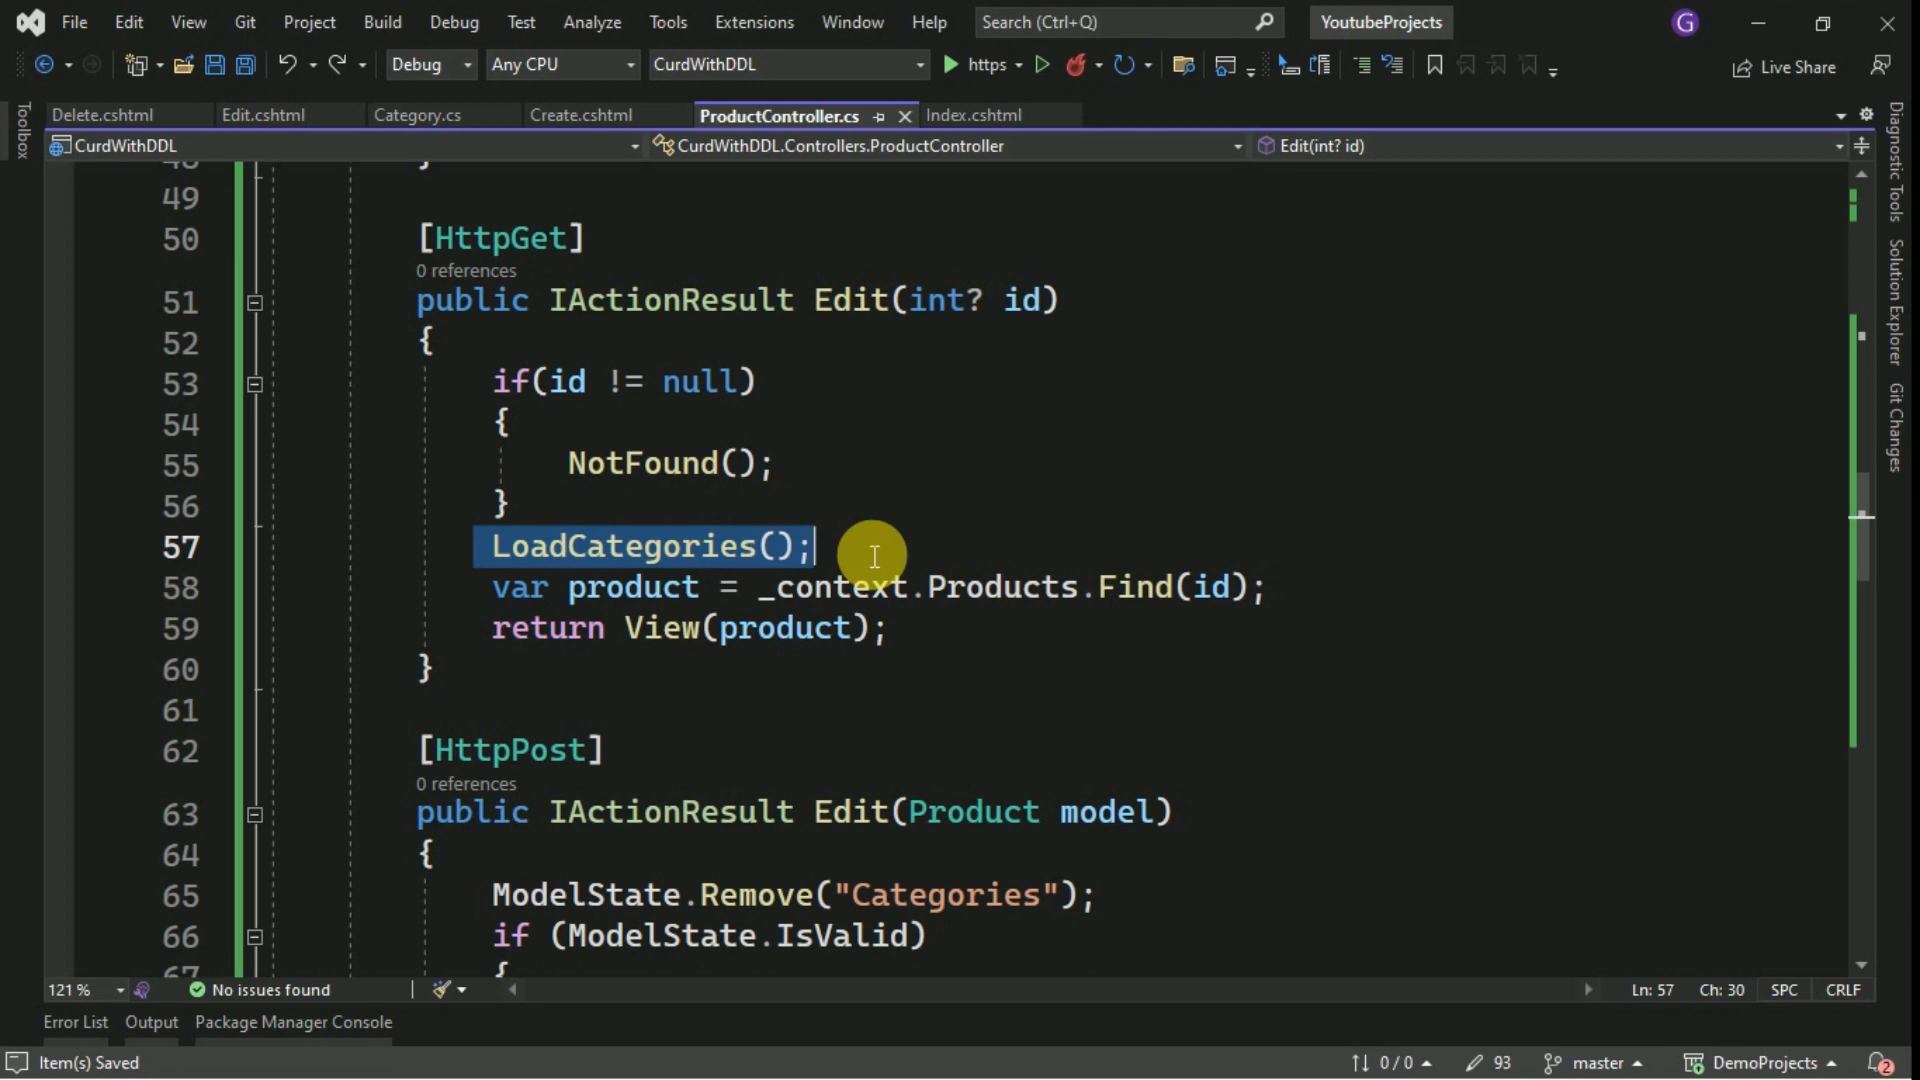 File Edit View Git Project Build Debug Test Analyze Tools Extensions Window Help Search (Ctrl+Q) YoutubeProjects G
Debug Any CPU CurdWithDDL https Live Share
Delete.cshtml Edit.cshtml Category.cs Create.cshtml ProductController.cs Index.cshtml
CurdWithDDL CurdWithDDL.Controllers.ProductController Edit(int? id)
Toolbox
Diagnostic Tools
Solution Explorer
Git Changes
48 }
49
50 [HttpGet]
0 references
51 public IActionResult Edit(int? id)
52 {
53 if(id != null)
54 {
55 NotFound();
56 }
57 LoadCategories();
58 var product = _context.Products.Find(id);
59 return View(product);
60 }
61
62 [HttpPost]
0 references
63 public IActionResult Edit(Product model)
64 {
65 ModelState.Remove("Categories");
66 if (ModelState.IsValid)
67 {
121 % No issues found Ln: 57 Ch: 30 SPC CRLF
Error List Output Package Manager Console
Item(s) Saved 0 / 0 93 master DemoProjects 2